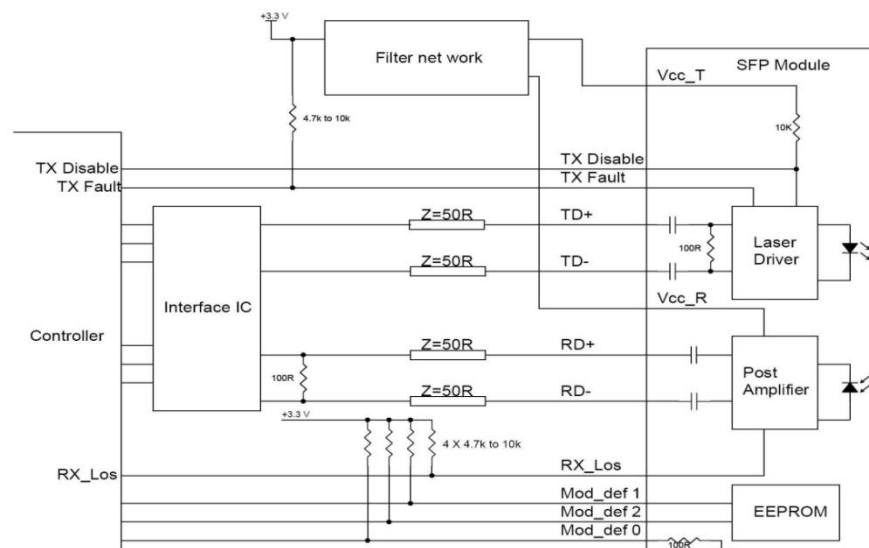 +3.3 V
Filter net work
SFP Module
Vcc_T
4.7k to 10k
10K
TX Disable
TX Disable
TX Fault
TX Fault
Z=50R
TD+
100R
Laser
Driver
Z=50R
TD-
Vcc_R
Interface IC
Controller
Z=50R
RD+
100R
Post
Amplifier
Z=50R
RD-
+3.3 V
4 X 4.7k to 10k
RX_Los
RX_Los
Mod_def 1
EEPROM
Mod_def 2
Mod_def 0
100R